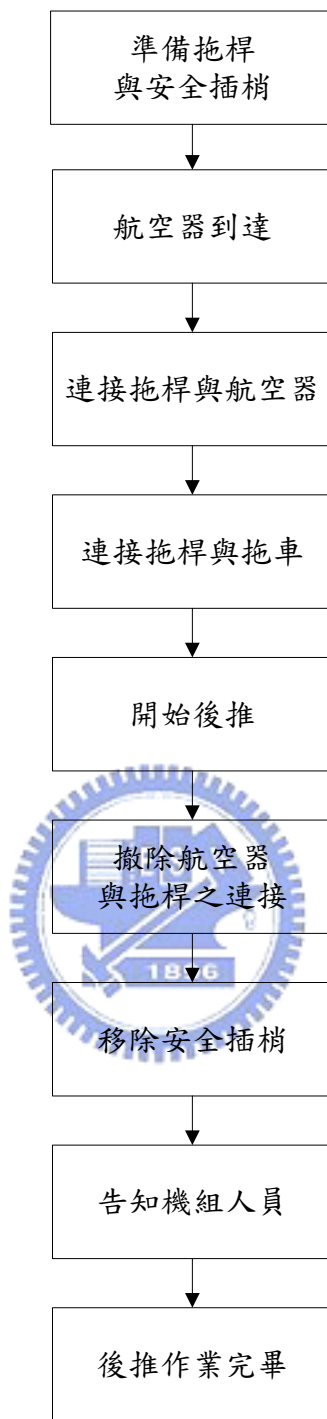 準備拖桿
與安全插梢
航空器到達
連接拖桿與航空器
連接拖桿與拖車
開始後推
撤除航空器
與拖桿之連接
1896
移除安全插梢
告知機組人員
後推作業完畢